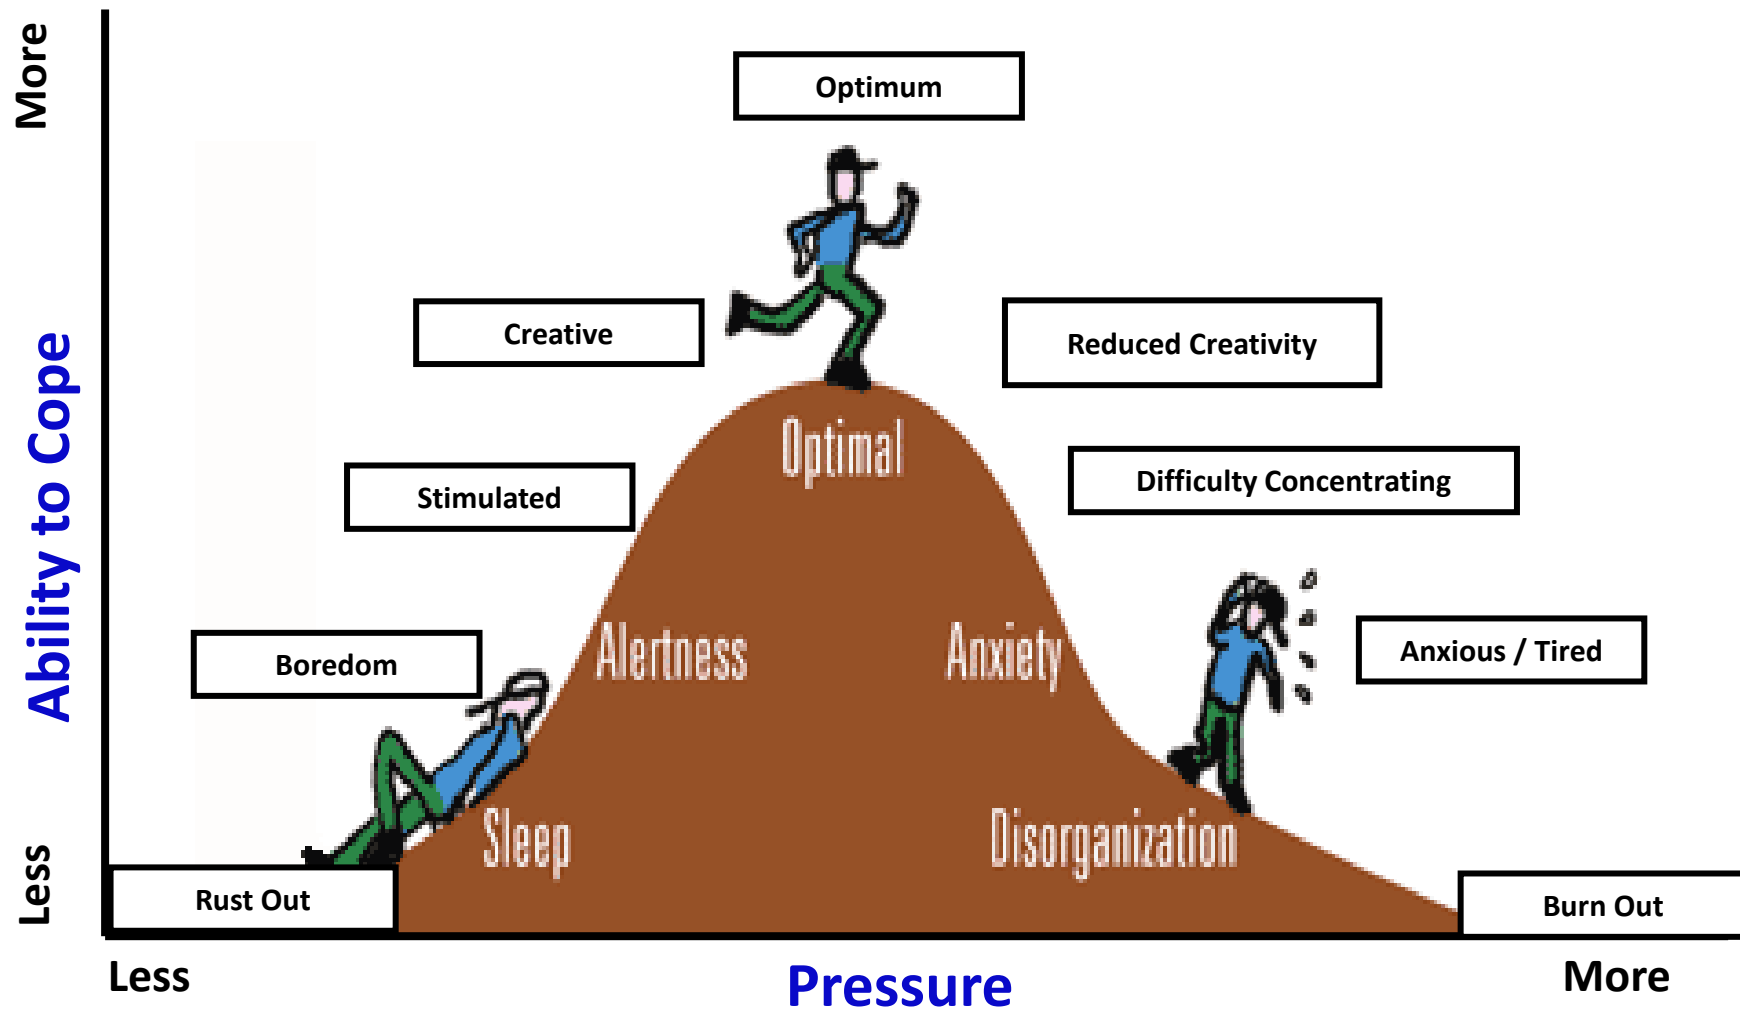 More
Optimum
Creative
Reduced Creativity
Optimal
Stimulated
Difficulty Concentrating
Ability to Cope
Boredom
Alertness
Anxiety
Anxious / Tired
Sleep
Disorganization
Less
Rust Out
Burn Out
Less
Pressure
More